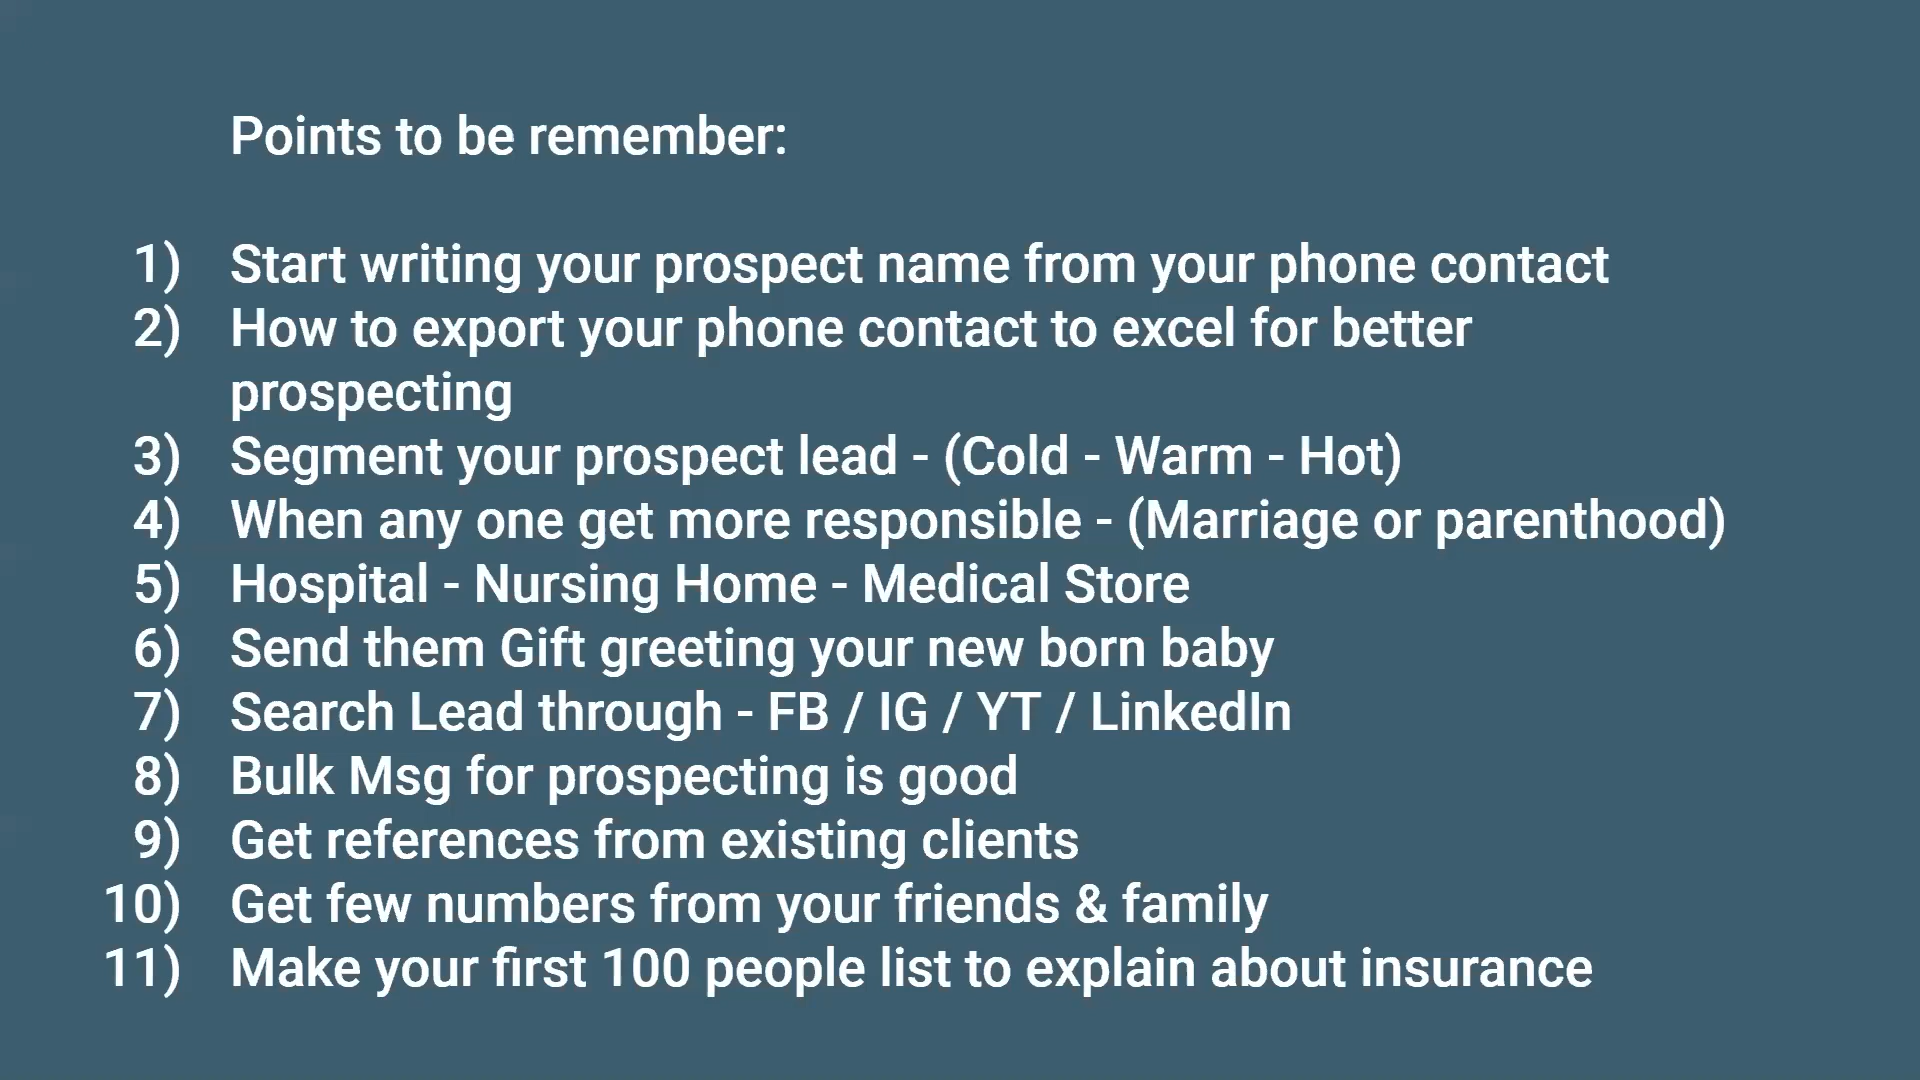 Points to be remember:
1) Start writing your prospect name from your phone contact
2) How to export your phone contact to excel for better
prospecting
3) Segment your prospect lead - (Cold - Warm - Hot)
4) When any one get more responsible - (Marriage or parenthood)
5) Hospital - Nursing Home - Medical Store
6) Send them Gift greeting your new born baby
7) Search Lead through - FB / IG / YT / LinkedIn
8) Bulk Msg for prospecting is good
9) Get references from existing clients
10) Get few numbers from your friends & family
11) Make your first 100 people list to explain about insurance